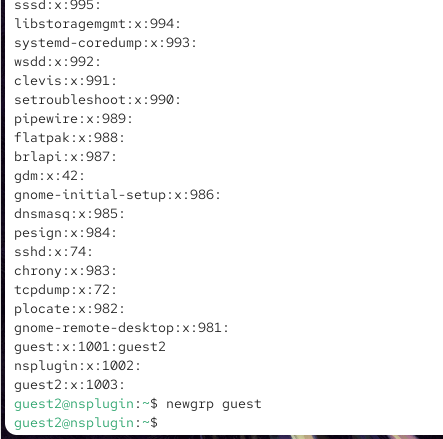 sssd:x:995:
libstoragemgmt:x:994:
systemd-coredump:x:993:
wsdd:x:992:
clevis:x:991:
setroubleshoot:x:990:
pipewire:x:989:
flatpak:x:988:
brlapi:x:987:
gdm:x:42:
gnome-initial-setup:x:986:
dnsmasq:x:985:
pesign:x:984:
sshd:x:74:
chrony:x:983:
tcpdump:x:72:
plocate:x:982:
gnome-remote-desktop:x:981:
guest:x:1001:guest2
nsplugin:x:1002:
guest2:x:1003:
guest2@nsplugin:~$ newgrp guest
guest2@nsplugin:~$